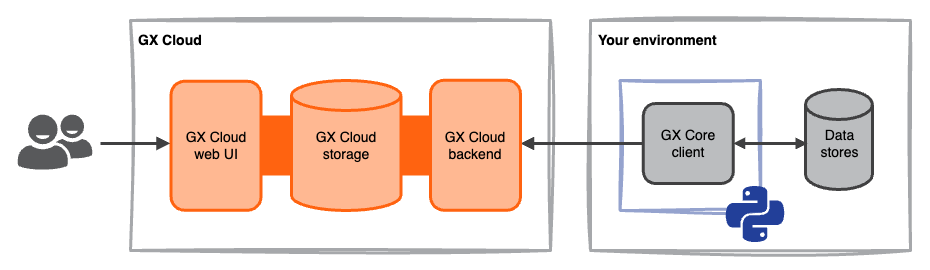 GX Cloud
GX Cloud
web UI
GX Cloud
storage
GX Cloud
backend
Your environment
GX Core
client
Data
stores